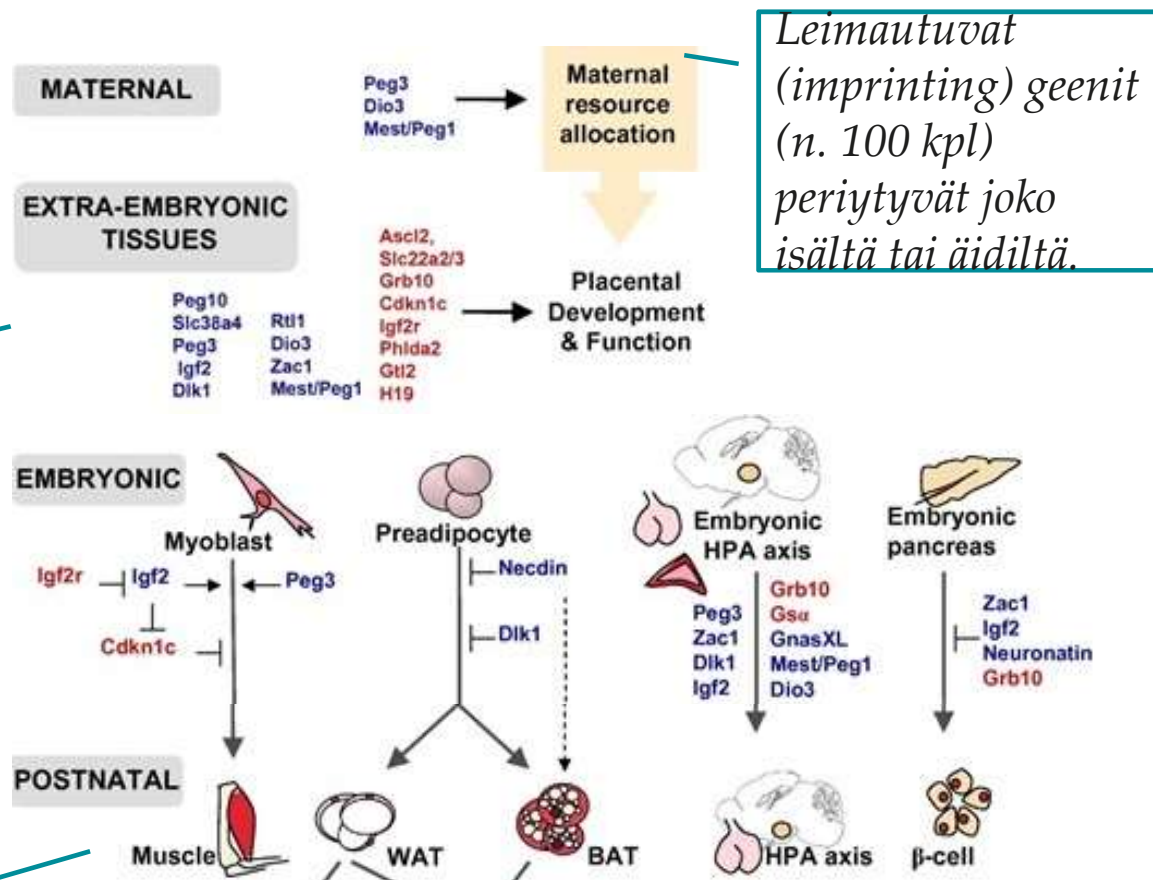 Leimautuvat
(imprinting) geenit
(n. 100 kpl)
periytyvät joko
isältä tai äidiltä.
MATERNAL
Peg3
Dio3
Mest/Peg1
Maternal
resource
allocation
EXTRA-EMBRYONIC
TISSUES
Peg10
Slc38a4
Peg3
Igf2
Dlk1
Rtl1
Dio3
Zac1
Mest/Peg1
Ascl2,
Slc22a2/3
Grb10
Cdkn1c
Igf2r
Phlda2
Gtl2
H19
Placental
Development
& Function
EMBRYONIC
Myoblast
Igf2r
Igf2
Peg3
Cdkn1c
Preadipocyte
Necdin
Dlk1
Embryonic
HPA axis
Peg3
Zac1
Dlk1
Igf2
Grb10
Gsα
GnasXL
Mest/Peg1
Dio3
Embryonic
pancreas
Zac1
Igf2
Neuronatin
Grb10
POSTNATAL
Muscle
WAT
BAT
HPA axis
β-cell